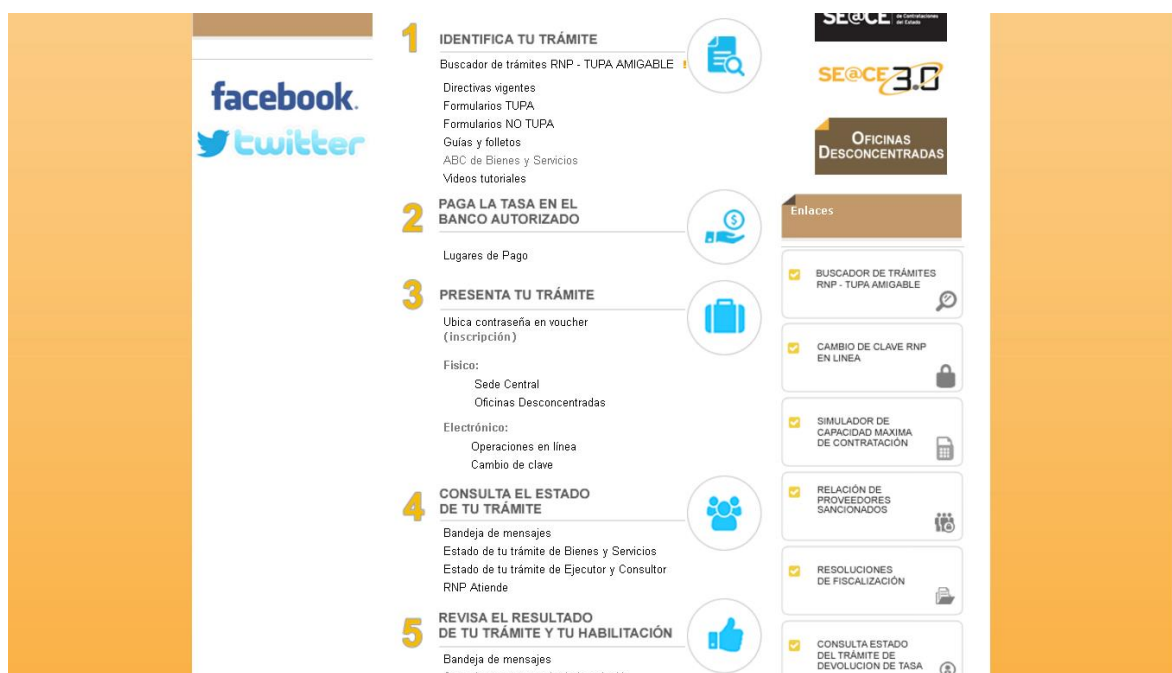 facebook.
twitter
1
IDENTIFICA TU TRÁMITE
Buscador de trámites RNP - TUPA AMIGABLE !
Directivas vigentes
Formularios TUPA
Formularios NO TUPA
Guías y folletos
ABC de Bienes y Servicios
Videos tutoriales
2
PAGA LA TASA EN EL
BANCO AUTORIZADO
Lugares de Pago
3
PRESENTA TU TRÁMITE
Ubica contraseña en voucher
(inscripción)
Fisico:
Sede Central
Oficinas Desconcentradas
Electrónico:
Operaciones en línea
Cambio de clave
4
CONSULTA EL ESTADO
DE TU TRÁMITE
Bandeja de mensajes
Estado de tu trámite de Bienes y Servicios
Estado de tu trámite de Ejecutor y Consultor
RNP Atiende
5
REVISA EL RESULTADO
DE TU TRÁMITE Y TU HABILITACIÓN
Bandeja de mensajes
SE@CE de Contrataciones
del Estado
SE@CE 3.0
OFICINAS
DESCONCENTRADAS
Enlaces
BUSCADOR DE TRÁMITES
RNP - TUPA AMIGABLE
CAMBIO DE CLAVE RNP
EN LINEA
SIMULADOR DE
CAPACIDAD MAXIMA
DE CONTRATACIÓN
RELACIÓN DE
PROVEEDORES
SANCIONADOS
RESOLUCIONES
DE FISCALIZACIÓN
CONSULTA ESTADO
DEL TRÁMITE DE
DEVOLUCION DE TASA